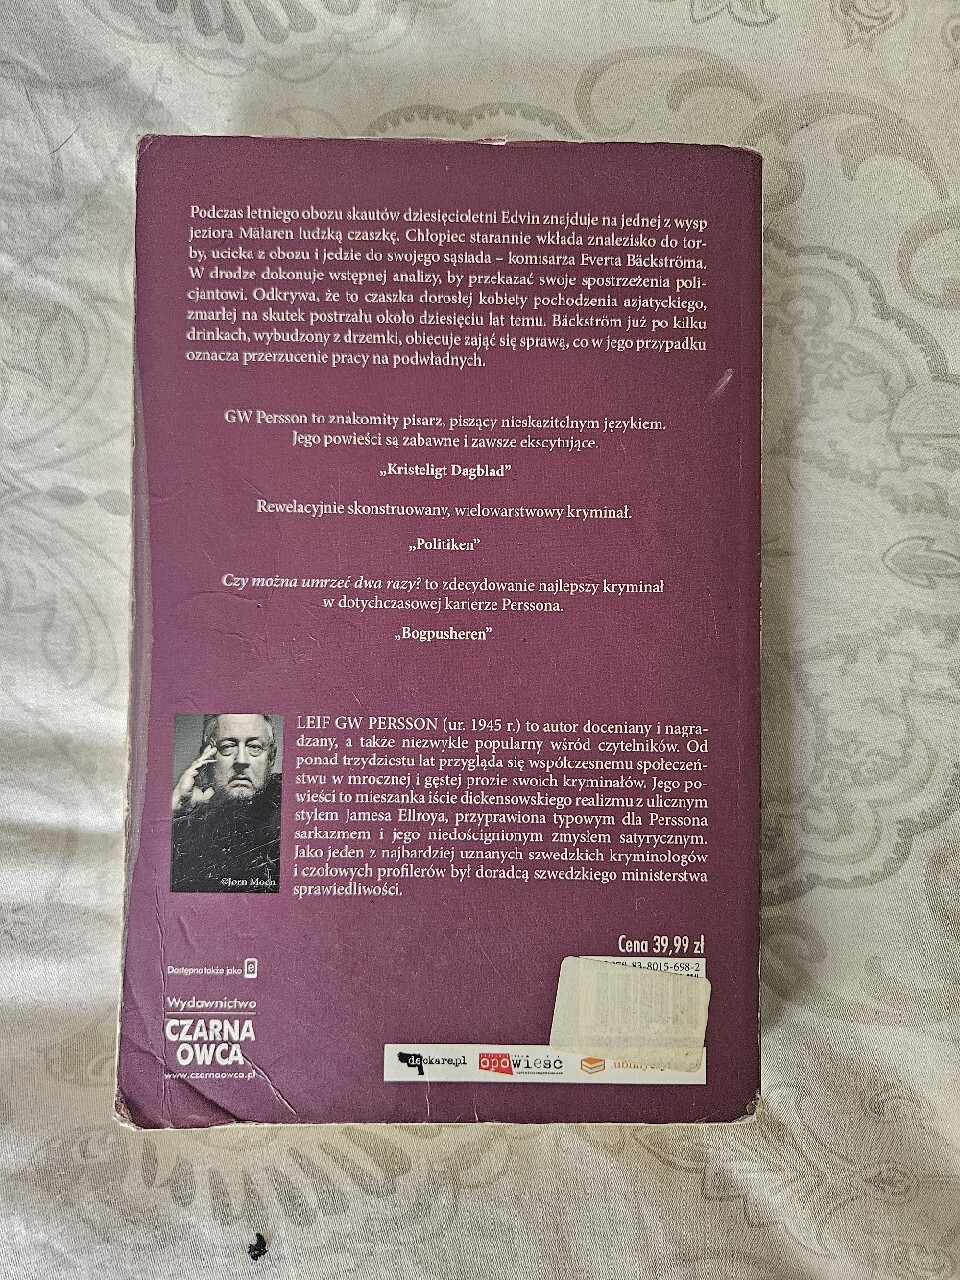 Podczas letniego obozu skautów dziesięcioletni Edvin znajduje na jednej z wysp
jeziora Mälaren ludzką czaszkę. Chłopiec starannie wkłada znalezisko do tor-
by, ucieka z obozu i jedzie do swojego sąsiada – komisarza Everta Bäckströma.
W drodze dokonuje wstępnej analizy, by przekazać swoje spostrzeżenia poli-
cjantowi. Odkrywa, że to czaszka dorosłej kobiety pochodzenia azjatyckiego,
zmarłej na skutek postrzału około dziesięciu lat temu. Bäckström już po kilku
drinkach, wybudzony z drzemki, obiecuje zająć się sprawą, co w jego przypadku
oznacza przerzucenie pracy na podwładnych.
GW Persson to znakomity pisarz, piszący nieskazitelnym językiem.
Jego powieści są zabawne i zawsze ekscytujące.
„Kristeligt Dagblad”
Rewelacyjnie skonstruowany, wielowarstwowy kryminał.
„Politiken”
Czy można umrzeć dwa razy? to zdecydowanie najlepszy kryminał
w dotychczasowej karierze Perssona.
„Bogpusheren”
LEIF GW PERSSON (ur. 1945 r.) to autor doceniany i nagra-
dzany, a także niezwykle popularny wśród czytelników. Od
ponad trzydziestu lat przygląda się współczesnemu społeczeń-
stwu w mrocznej i gęstej prozie swoich kryminałów. Jego po-
wieści to mieszanka iście dickensowskiego realizmu z ulicznym
stylem Jamesa Ellroya, przyprawiona typowym dla Perssona
sarkazmem i jego niedoścignionym zmysłem satyrycznym.
Jako jeden z najbardziej uznanych szwedzkich kryminologów
i czołowych profilerów był doradcą szwedzkiego ministerstwa
sprawiedliwości.
©Jörn Moen
Cena 39,99 zł
83-8015-698-2
Dostępna także jako e
Wydawnictwo
CZARNA
OWCA
www.czarnaowca.pl
deckare.pl
opowieść